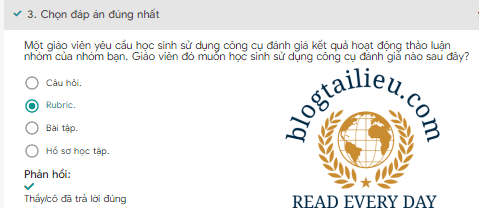 3. Chọn đáp án đúng nhất
Một giáo viên yêu cầu học sinh sử dụng công cụ đánh giá kết quả hoạt động thảo luận
nhóm của nhóm bạn. Giáo viên đó muốn học sinh sử dụng công cụ đánh giá nào sau đây?
Câu hỏi.
Rubric.
Bài tập.
Hồ sơ học tập.
Phản hồi:
Thầy/cô đã trả lời đúng
blogtailieu.com
READ EVERY DAY